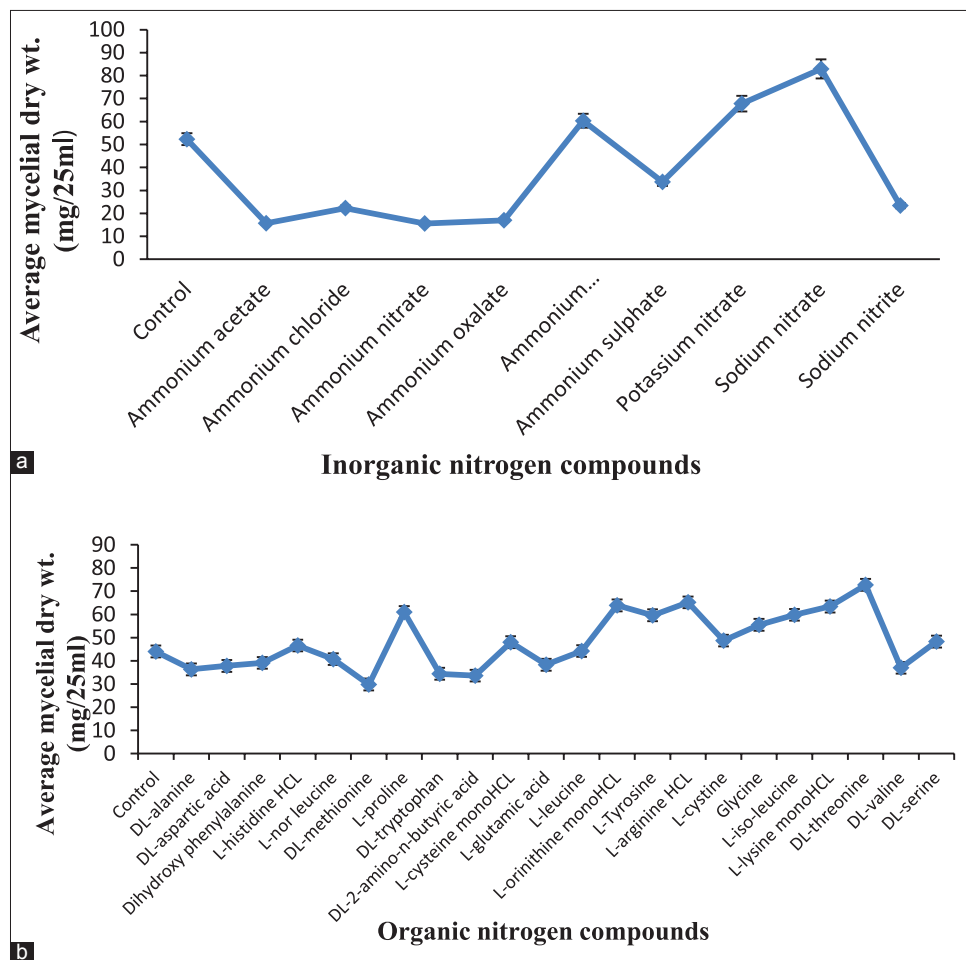 Average mycelial dry wt.
(mg/25ml)
100
90
80
70
60
50
40
30
20
10
0
Control
Ammonium acetate
Ammonium chloride
Ammonium nitrate
Ammonium oxalate
Ammonium...
Ammonium sulphate
Potassium nitrate
Sodium nitrate
Sodium nitrite
Inorganic nitrogen compounds
a
Average mycelial dry wt.
(mg/25ml)
90
80
70
60
50
40
30
20
10
0
Control
DL-alanine
DL-aspartic acid
Dihydroxy phenylalanine
L-histidine HCL
L-nor leucine
DL-methionine
L-proline
DL-tryptophan
DL-2-amino-n-butyric acid
L-cysteine monoHCL
L-glutamic acid
L-leucine
L-orinithine monoHCL
L-Tyrosine
L-arginine HCL
L-cystine
Glycine
L-iso-leucine
L-lysine monoHCL
DL-threonine
DL-valine
DL-serine
Organic nitrogen compounds
b